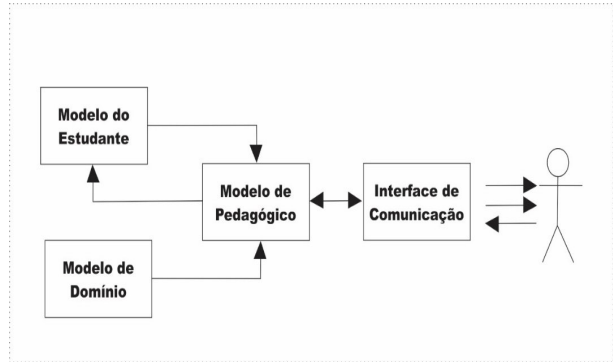 Modelo do
Estudante
Modelo de
Pedagógico
Interface de
Comunicação
Modelo de
Domínio